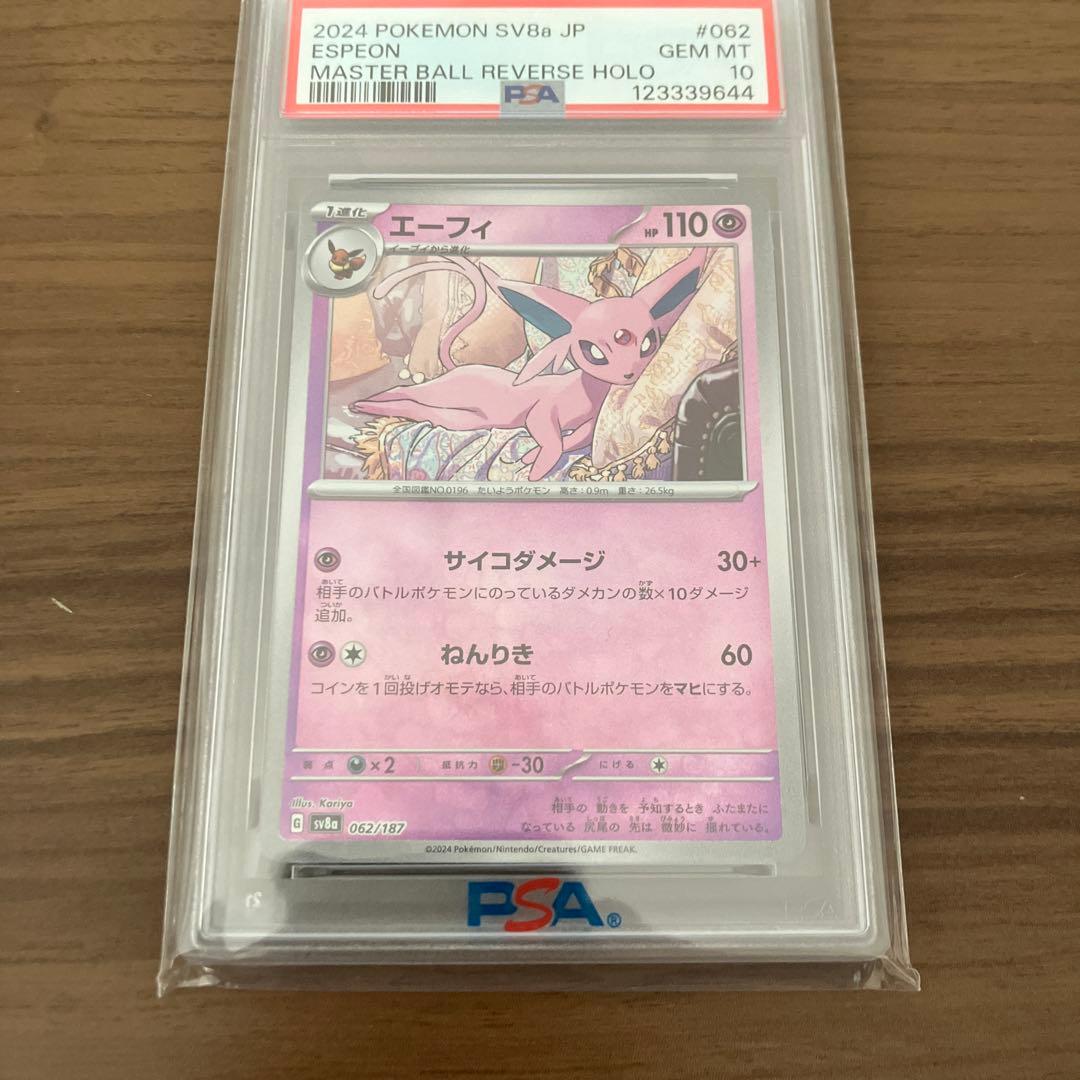 2024 POKEMON SV8a JP #062
ESPEON GEM MT
MASTER BALL REVERSE HOLO 10
PSA 123339644
1進化 エーフィ HP 110
イーブイから進化
全国図鑑NO.0196 たいようポケモン 高さ:0.9m 重さ:26.5kg
サイコダメージ 30+
相手のバトルポケモンにのっているダメカンの数×10ダメージ
追加。
ねんりき 60
コインを1回投げオモテなら、相手のバトルポケモンをマヒにする。
弱点 ×2 抵抗力 -30 にげる
Illus. Kariya
相手の 動きを 予知するとき ふたまたに
なっている 尻尾の 先は 微妙に 揺れている。
G SV8a 062/187
©2024 Pokémon/Nintendo/Creatures/GAME FREAK.
PSA®